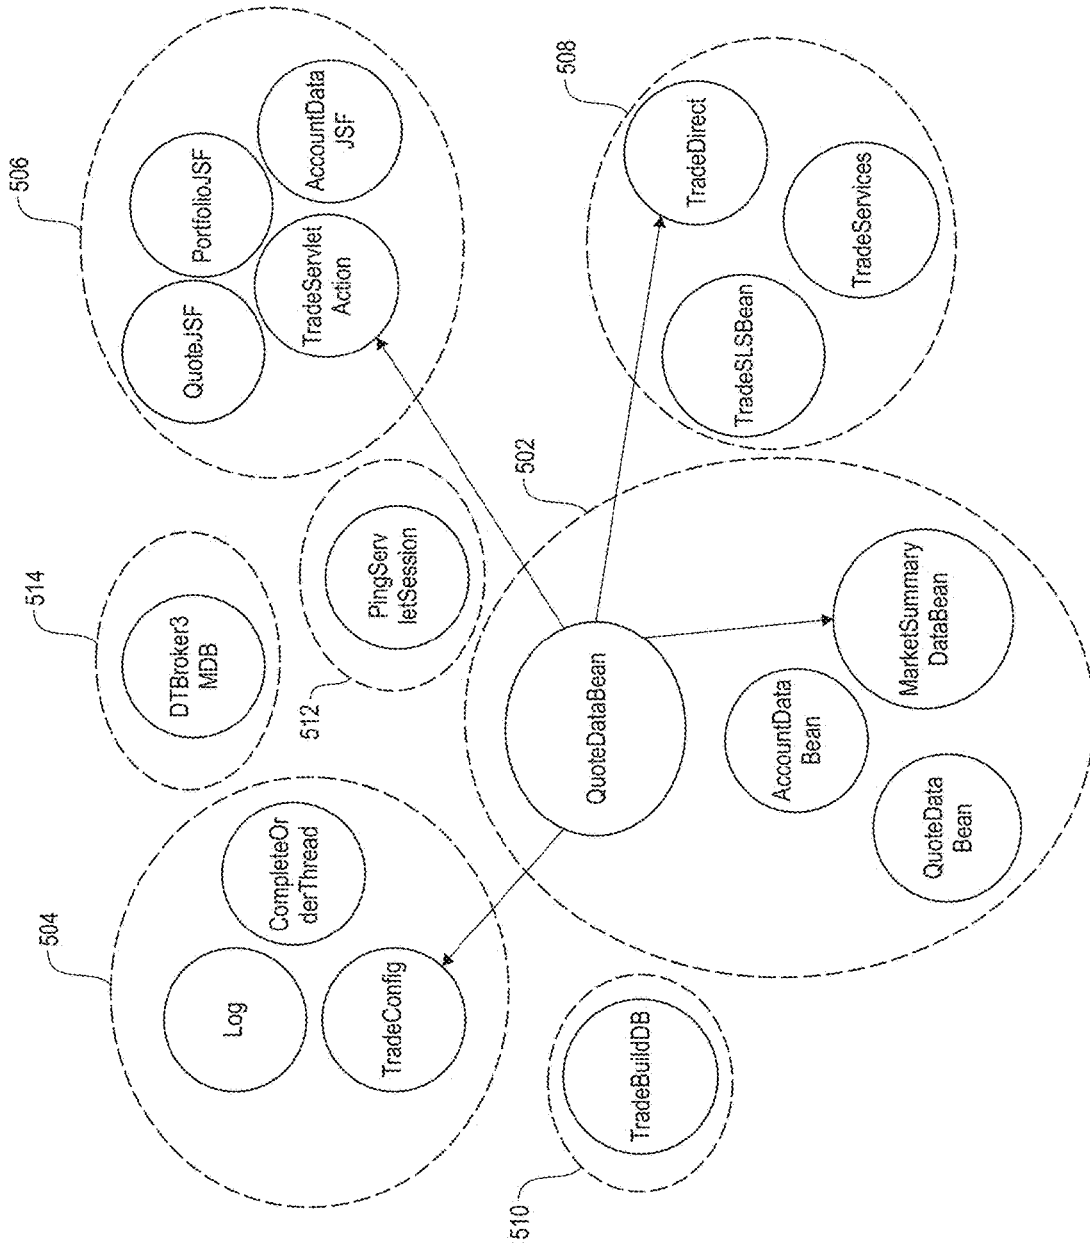 504
Log
CompleteOr
derThread
TradeConfig
514
DTBroker3
MDB
506
QuoteJSF
PortfolioJSF
TradeServlet
Action
AccountData
JSF
512
PingServ
letSession
510
TradeBuildDB
502
QuoteDataBean
AccountData
Bean
QuoteData
Bean
MarketSummary
DataBean
508
TradeDirect
TradeSLSBean
TradeServices